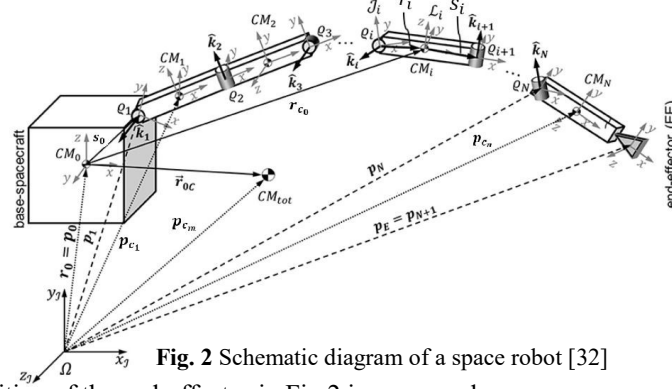 𝒥ᵢ rᵢ ℒᵢ Sᵢ
y CM₂ y ϱ₃ ... ϱᵢ k̂ᵢ₊₁
CM₁ k̂₂ x k̂ᵢ CMᵢ ϱᵢ₊₁ x
ϱ₁ ϱ₂ k̂₃ r_c₀ ... k̂_N
k̂₁ ϱ_N CM_N
s₀ z y x
CM₀ r⃗₀C CM_tot
base-spacecraft
end-effector (EE)
r₀ = p₀ p₁ p_c₁ p_cₘ p_N p_cₙ
p_E = p_N+1
y_𝒥
z_𝒥 Ω x_𝒥
Fig. 2 Schematic diagram of a space robot [32]